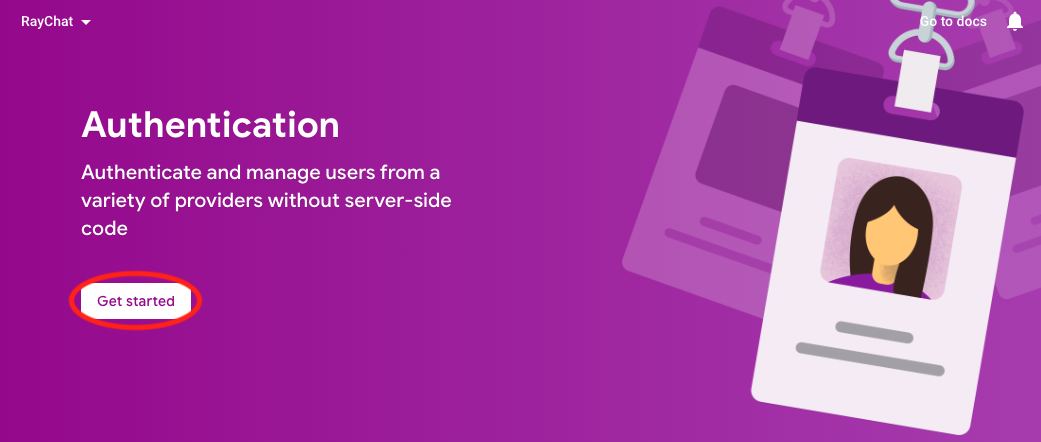 RayChat
Go to docs
Authentication
Authenticate and manage users from a
variety of providers without server-side
code
Get started